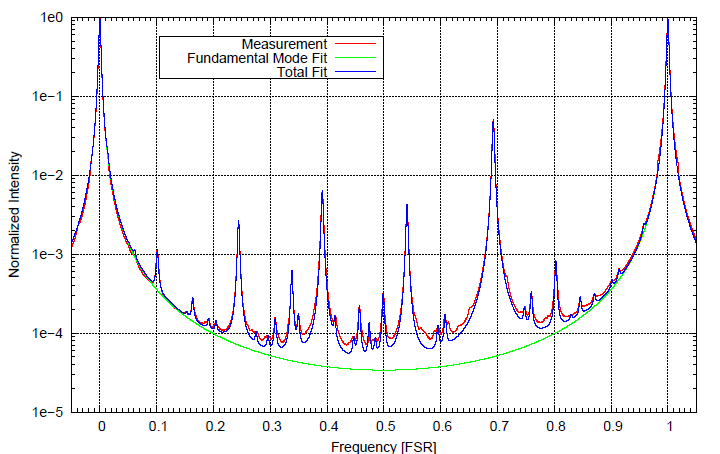 1e0
Measurement
Fundamental Mode Fit
Total Fit
1e−1
1e−2
Normalized Intensity
1e−3
1e−4
1e−5
0 0.1 0.2 0.3 0.4 0.5 0.6 0.7 0.8 0.9 1
Frequency [FSR]